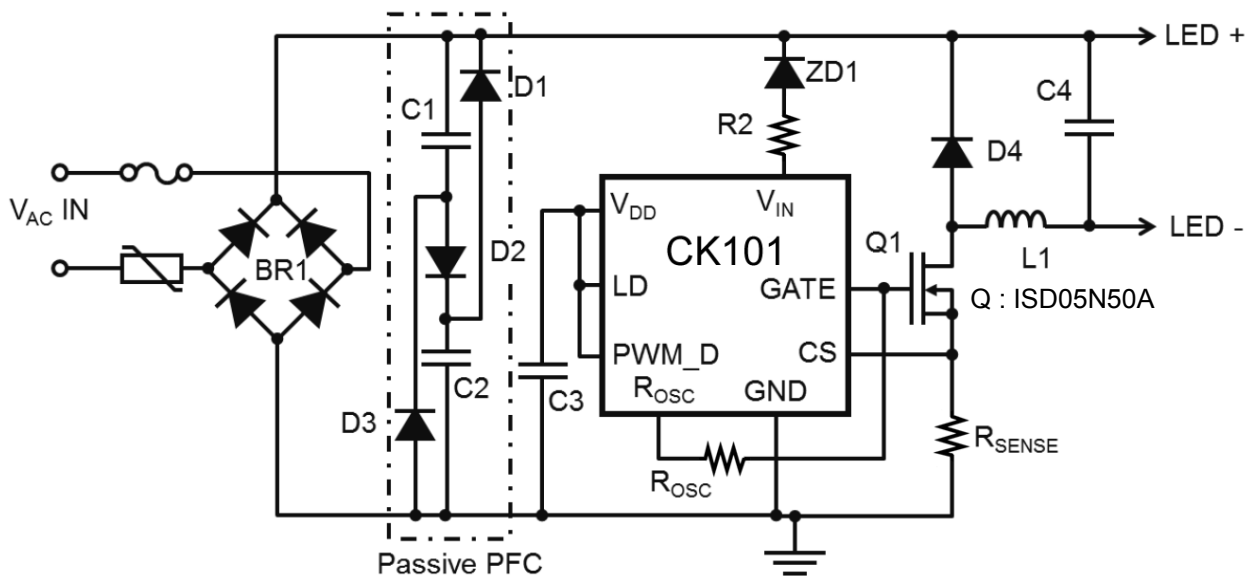 LED +
D1
ZD1
C1
C4
R2
D4
V_AC IN
V_DD
V_IN
BR1
D2
CK101
Q1
LED -
L1
LD
GATE
Q : ISD05N50A
PWM_D
CS
C2
R_OSC
GND
D3
C3
R_SENSE
R_OSC
Passive PFC